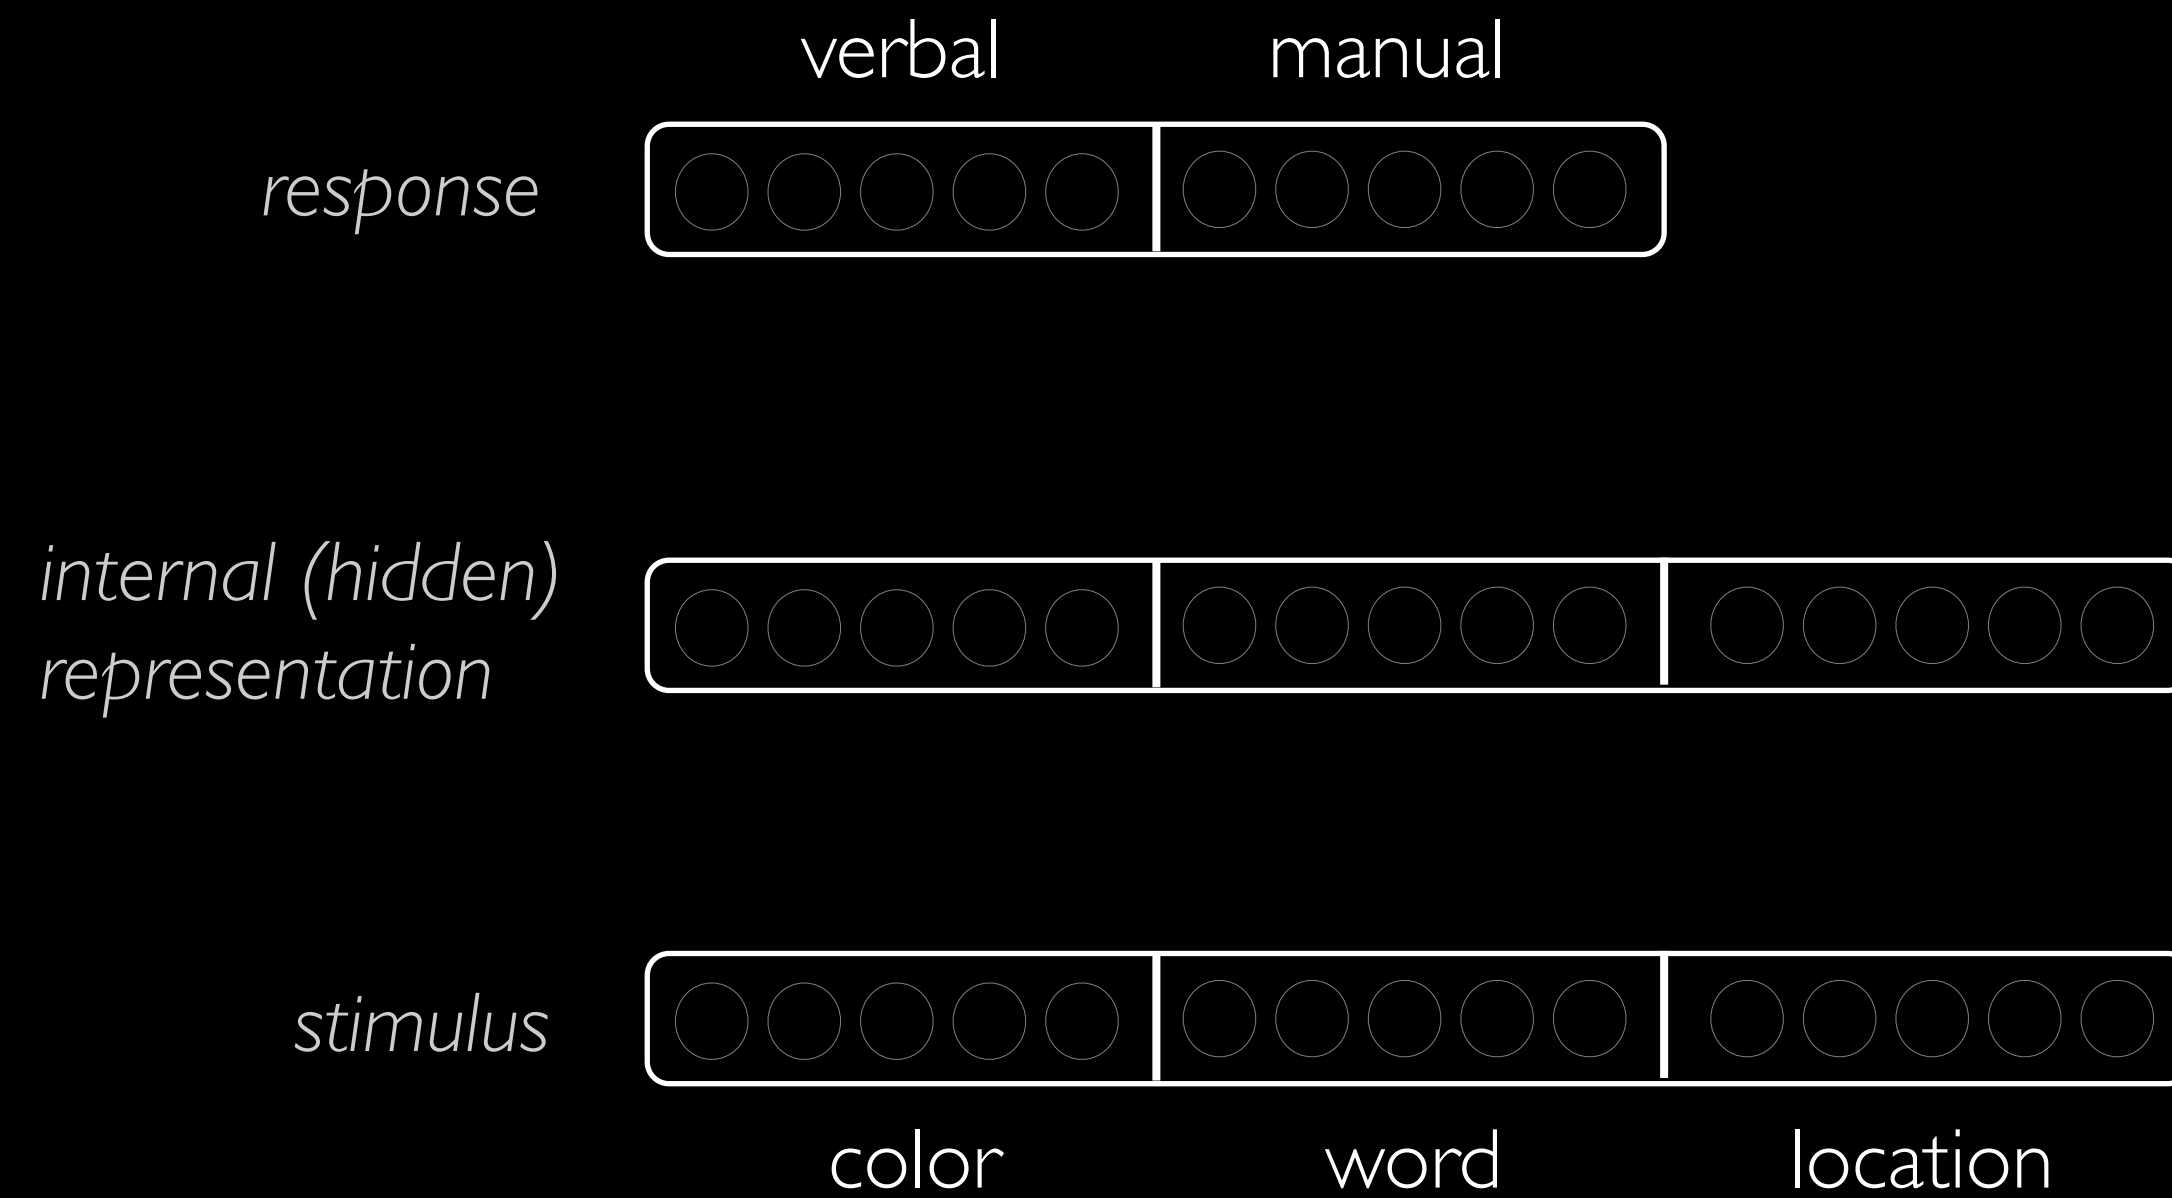 verbal manual
response
internal (hidden)
representation
stimulus
color word location